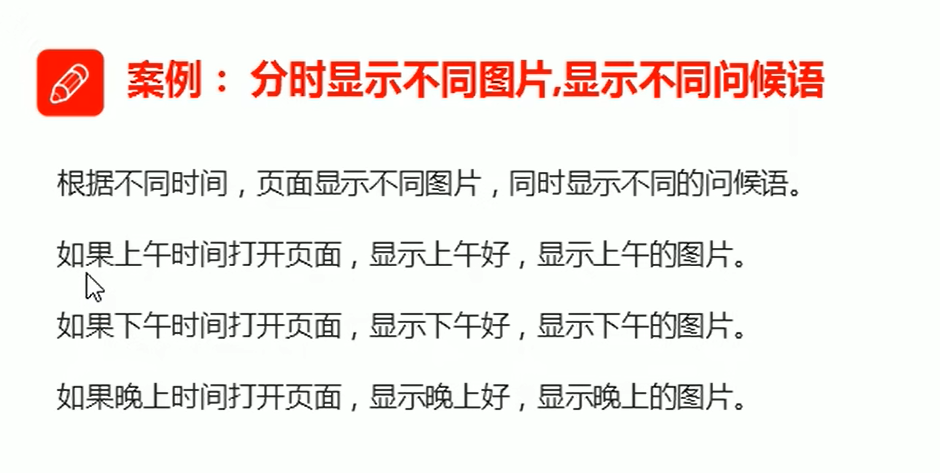 案例： 分时显示不同图片,显示不同问候语
根据不同时间，页面显示不同图片，同时显示不同的问候语。
如果上午时间打开页面，显示上午好，显示上午的图片。
如果下午时间打开页面，显示下午好，显示下午的图片。
如果晚上时间打开页面，显示晚上好，显示晚上的图片。